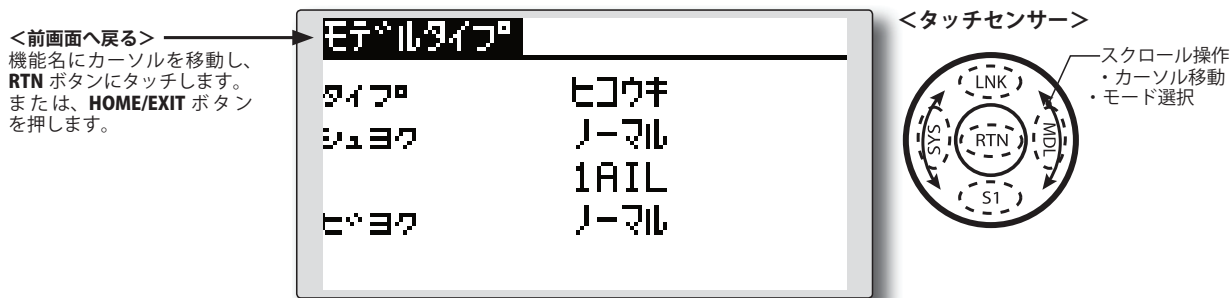 <前画面へ戻る>
機能名にカーソルを移動し、
RTN ボタンにタッチします。
または、HOME/EXIT ボタン
を押します。
モデルタイプ
タイプ ヒコウキ
シュヨク ノーマル
1AIL
ビヨク ノーマル
<タッチセンサー>
LNK
SYS
RTN
MDL
S1
スクロール操作
・カーソル移動
・モード選択